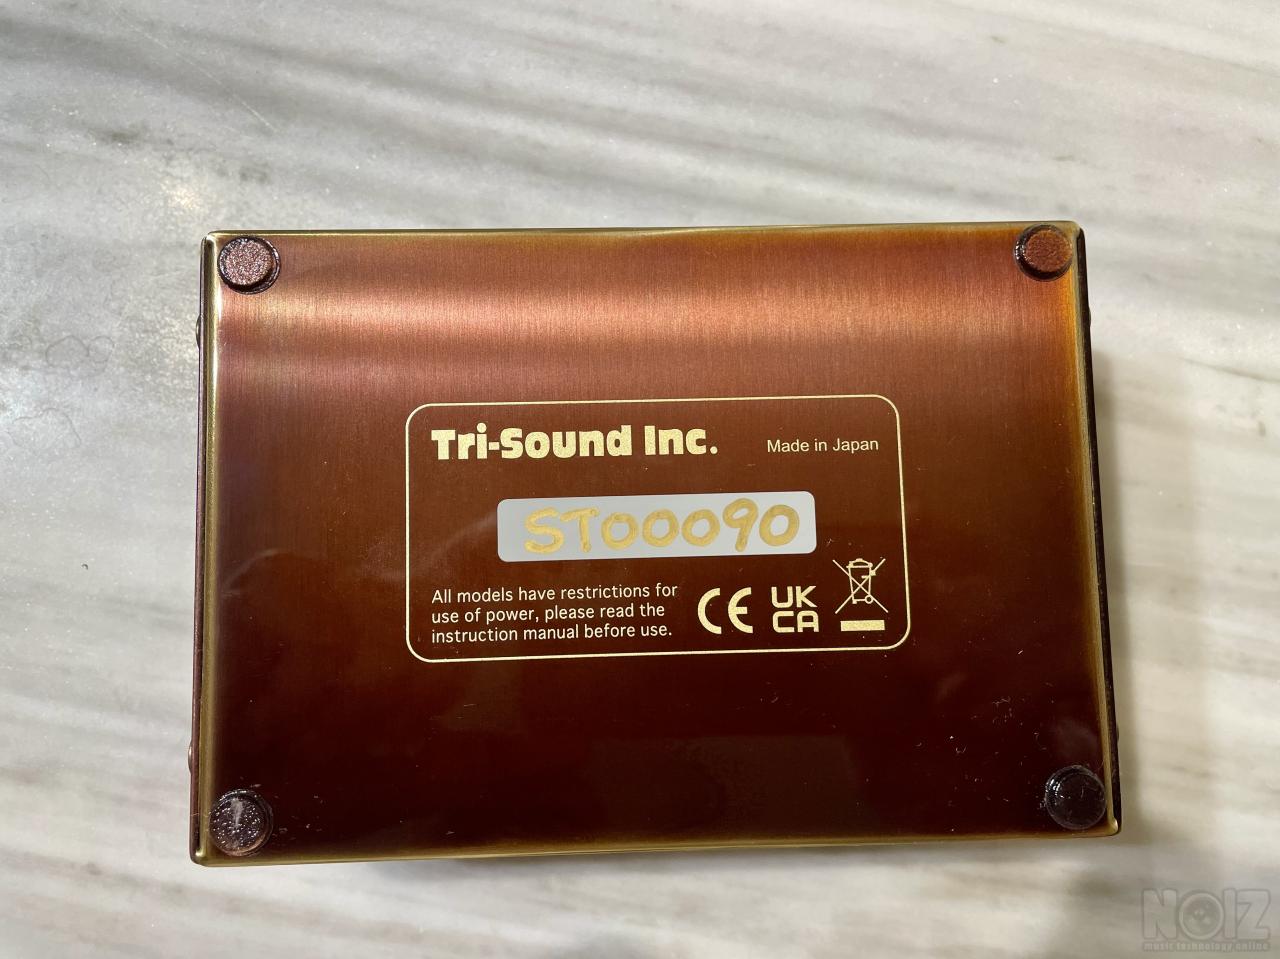 Tri-Sound Inc.
Made in Japan
ST00090
All models have restrictions for
use of power, please read the
instruction manual before use.
CE
UK
CA
NOIZ
music technology online